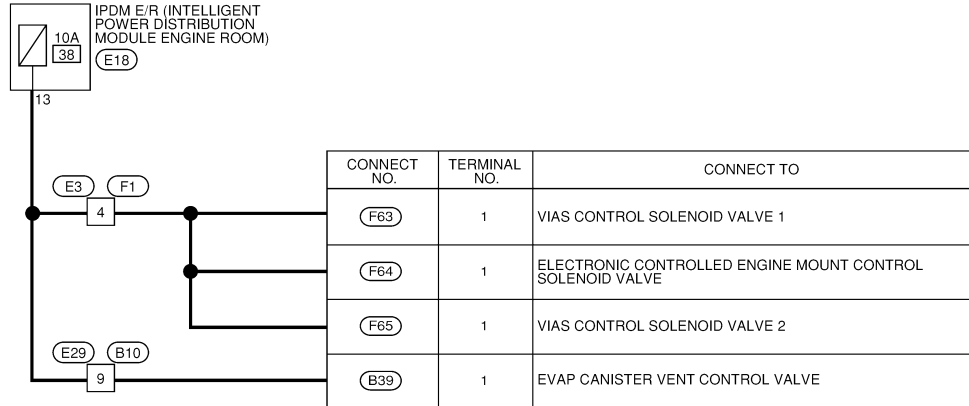 IPDM E/R (INTELLIGENT
POWER DISTRIBUTION
MODULE ENGINE ROOM)
10A
38
E18
13
CONNECT
NO.
TERMINAL
NO.
CONNECT TO
E3
F1
4
F63
1
VIAS CONTROL SOLENOID VALVE 1
F64
1
ELECTRONIC CONTROLLED ENGINE MOUNT CONTROL
SOLENOID VALVE
F65
1
VIAS CONTROL SOLENOID VALVE 2
E29
B10
9
B39
1
EVAP CANISTER VENT CONTROL VALVE